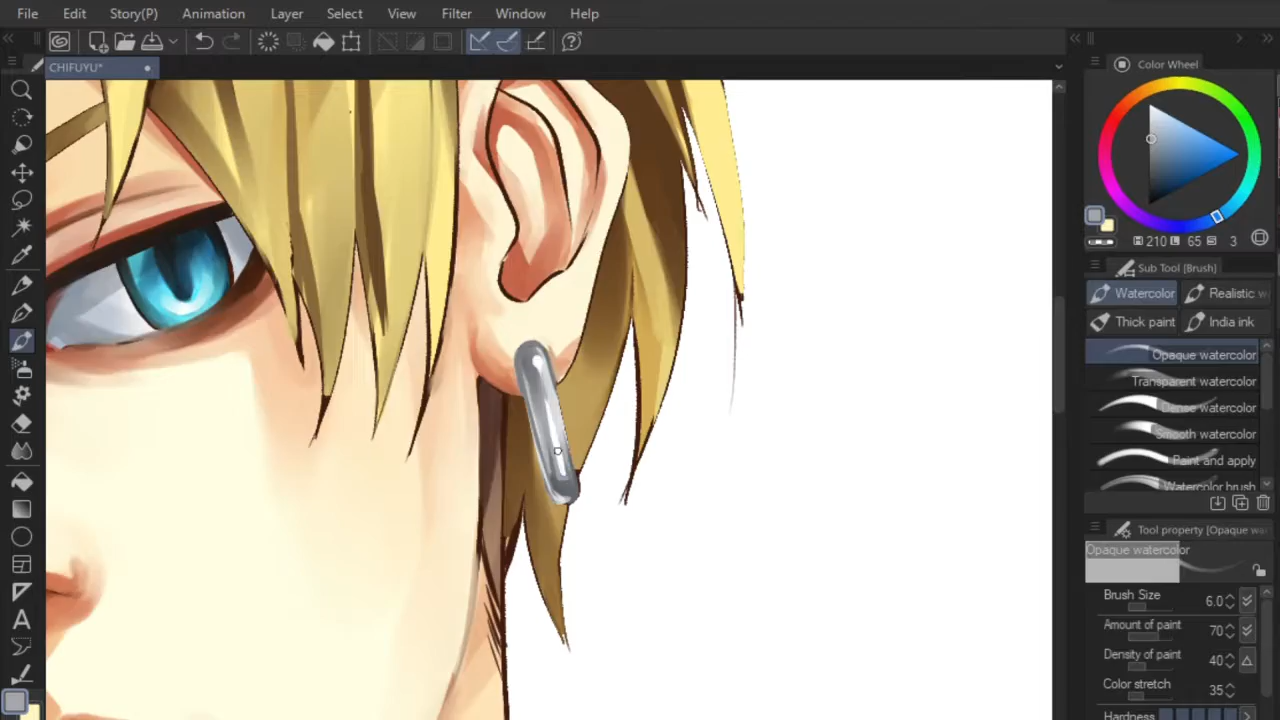 File Edit Story(P) Animation Layer Select View Filter Window Help
CHIFUYU*
Color Wheel
H 210 L 65 S 3
Sub Tool [Brush]
Watercolor Realistic w
Thick paint India ink
Opaque watercolor
Transparent watercolor
Dense watercolor
Smooth watercolor
Paint and apply
Watercolor brush
Tool property [Opaque wa
Opaque watercolor
Brush Size 6.0
Amount of paint 70
Density of paint 40
Color stretch 35
Hardness